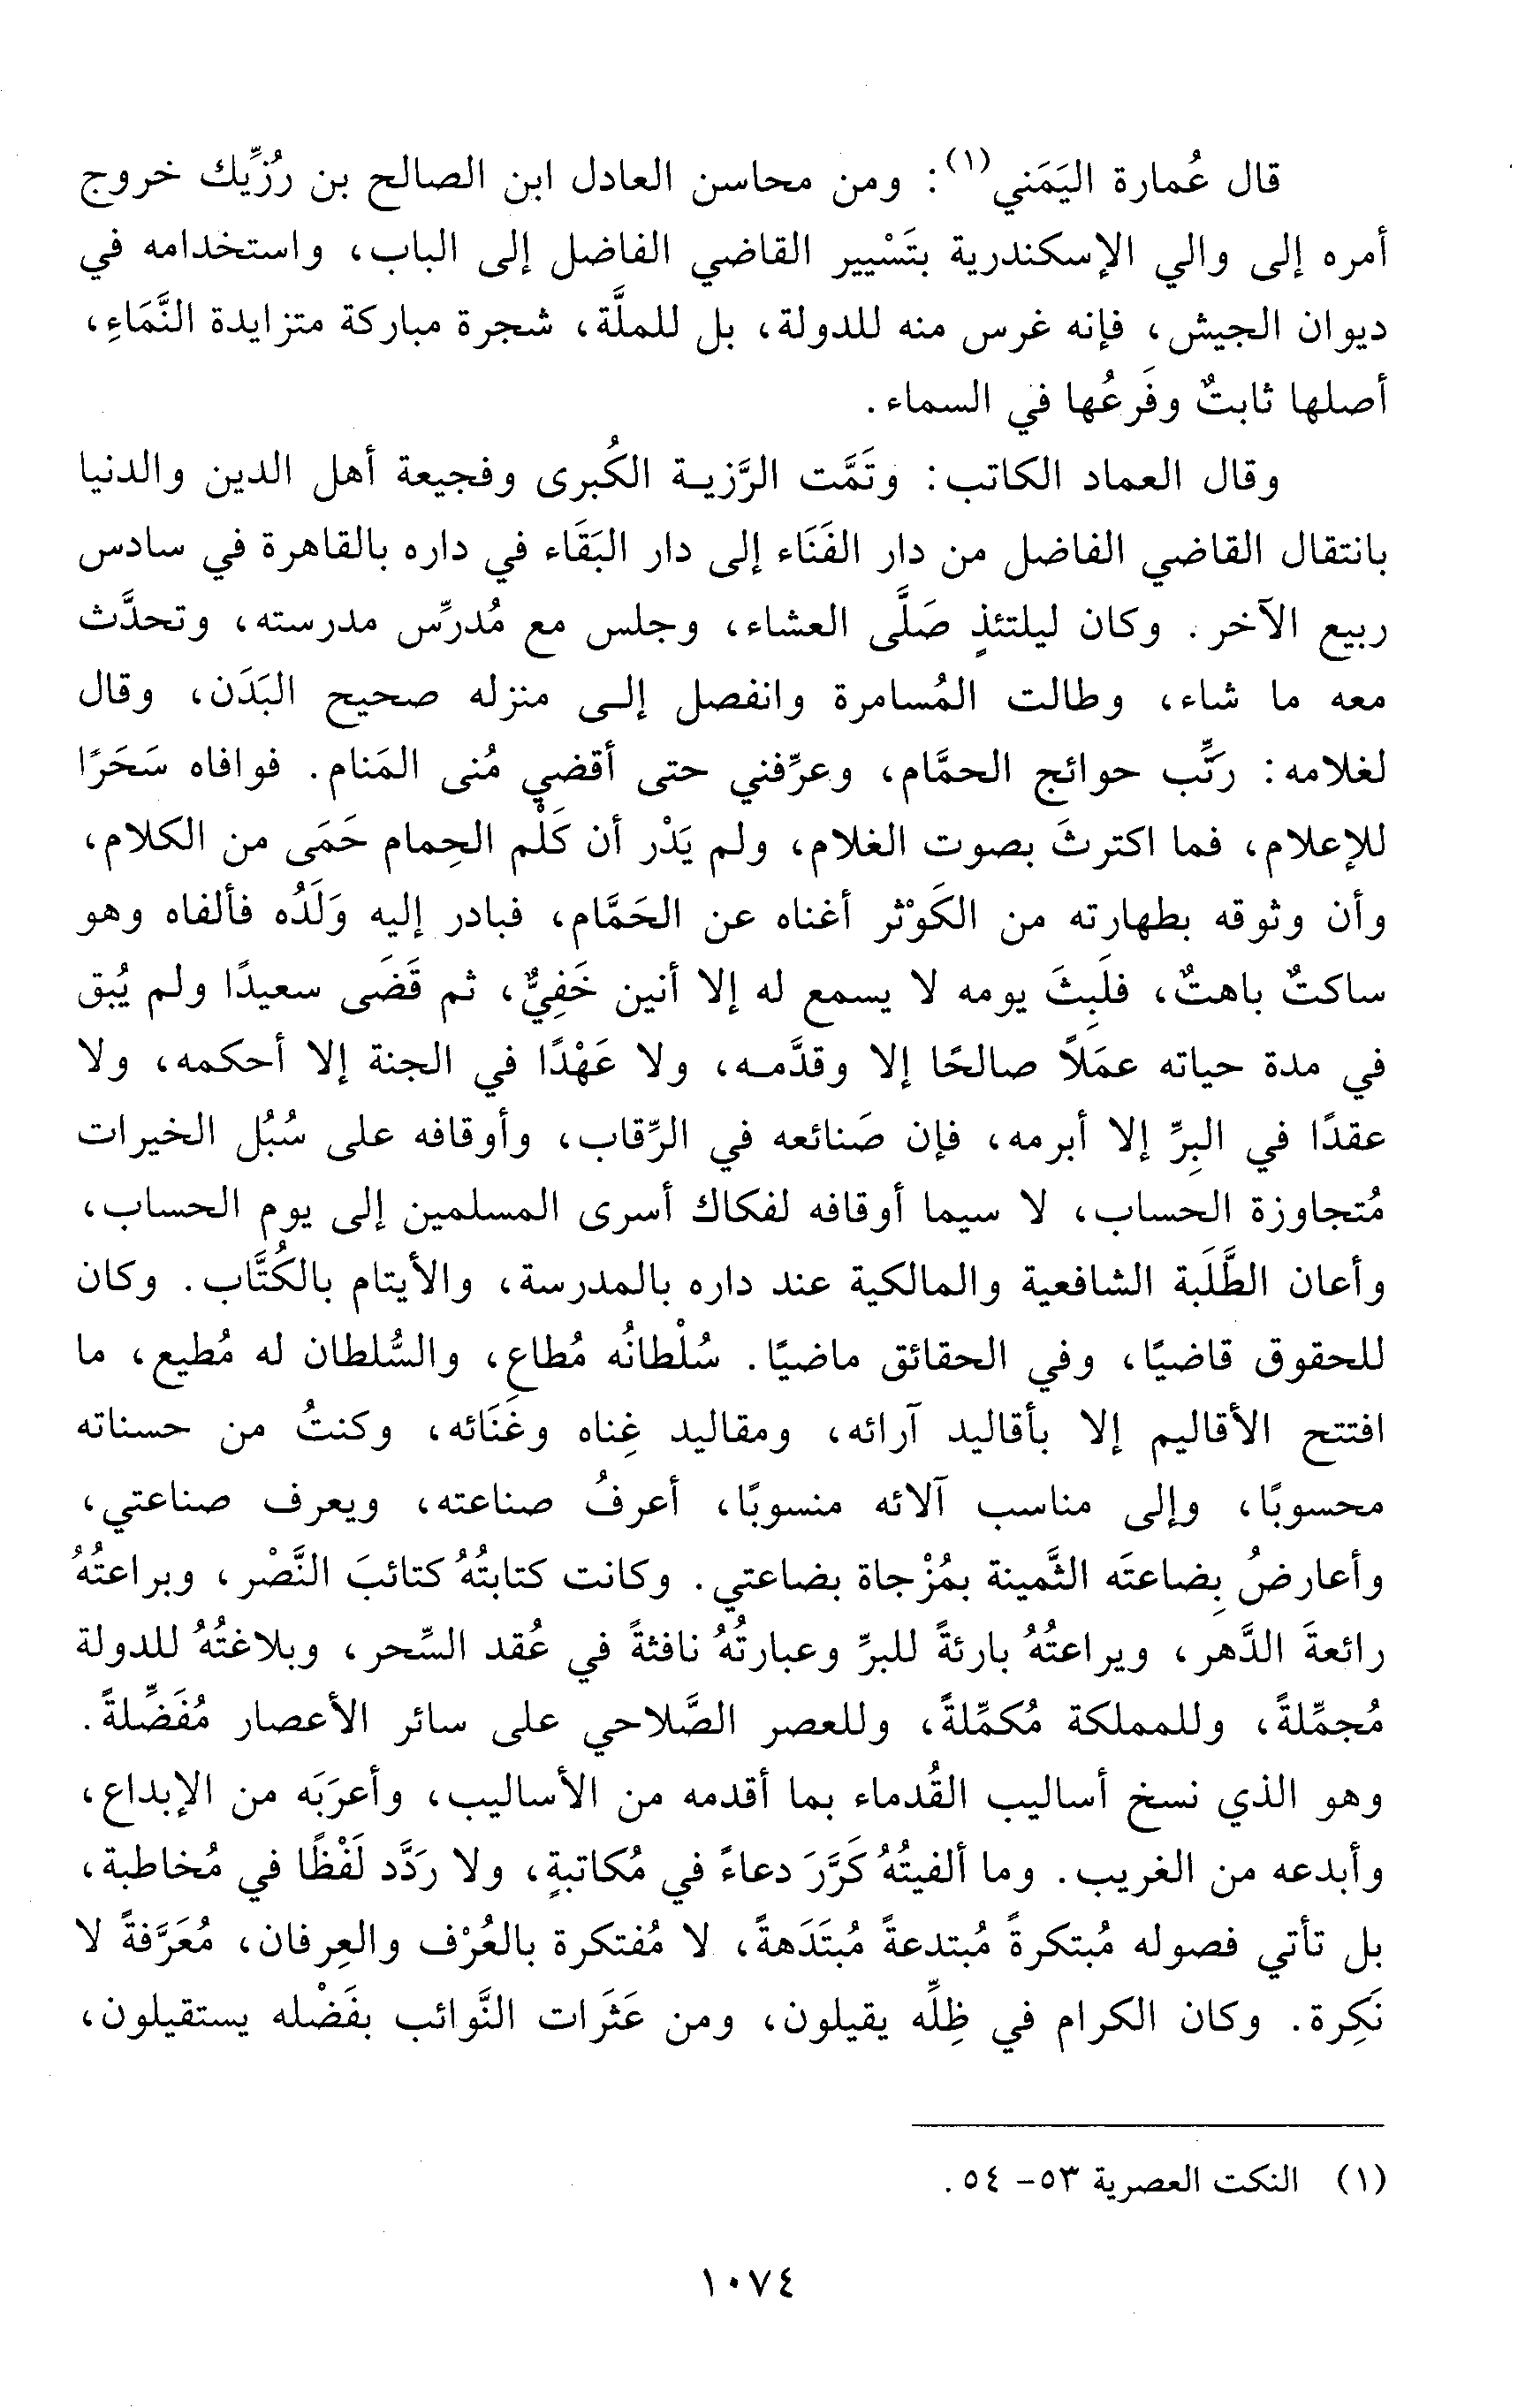 قال عُمارة اليَمَني(١): ومن محاسن العادل ابن الصالح بن رُزِّيك خروج
أمره إلى والي الإسكندرية بتَسْيير القاضي الفاضل إلى الباب، واستخدامه في
ديوان الجيش، فإنه غرس منه للدولة، بل للملَّة، شجرة مباركة متزايدة النَّمَاءِ،
أصلها ثابتٌ وفَرعُها في السماء.
وقال العماد الكاتب: وتَمَّت الرَّزيـة الكُبرى وفجيعة أهل الدين والدنيا
بانتقال القاضي الفاضل من دار الفَنَاء إلى دار البَقَاء في داره بالقاهرة في سادس
ربيع الآخر. وكان ليلتئذٍ صَلَّى العشاء، وجلس مع مُدرِّس مدرسته، وتحدَّث
معه ما شاء، وطالت المُسامرة وانفصل إلـى منزله صحيح البَدَن، وقال
لغلامه: رَتِّب حوائج الحمَّام، وعرِّفني حتى أقضي مُنى المَنام. فوافاه سَحَرًا
للإعلام، فما اكترثَ بصوت الغلام، ولم يَدْر أن كَلْم الحِمام حَمَى من الكلام،
وأن وثوقه بطهارته من الكَوْثر أغناه عن الحَمَّام، فبادر إليه وَلَدُه فألفاه وهو
ساكتٌ باهتٌ، فلَبِثَ يومه لا يسمع له إلا أنين خَفِيٌّ، ثم قَضَى سعيدًا ولم يُبق
في مدة حياته عمَلاً صالحًا إلا وقدَّمـه، ولا عَهْدًا في الجنة إلا أحكمه، ولا
عقدًا في البِرِّ إلا أبرمه، فإن صَنائعه في الرِّقاب، وأوقافه على سُبُل الخيرات
مُتجاوزة الحساب، لا سيما أوقافه لفكاك أسرى المسلمين إلى يوم الحساب،
وأعان الطَّلَبة الشافعية والمالكية عند داره بالمدرسة، والأيتام بالكُتَّاب. وكان
للحقوق قاضيًا، وفي الحقائق ماضيًا. سُلْطانُه مُطاع، والسُّلطان له مُطيع، ما
افتتح الأقاليم إلا بأقاليد آرائه، ومقاليد غِناه وغَنَائه، وكنتُ من حسناته
محسوبًا، وإلى مناسب آلائه منسوبًا، أعرفُ صناعته، ويعرف صناعتي،
وأعارضُ بِضاعتَه الثَّمينة بمُزْجاة بضاعتي. وكانت كتابتُهُ كتائبَ النَّصْر، وبراعتُهُ
رائعةَ الدَّهر، ويراعتُهُ بارئةً للبرِّ وعبارتُهُ نافثةً في عُقد السِّحر، وبلاغتُهُ للدولة
مُجمِّلةً، وللمملكة مُكمِّلةً، وللعصر الصَّلاحي على سائر الأعصار مُفَضِّلةً.
وهو الذي نسخ أساليب القُدماء بما أقدمه من الأساليب، وأعرَبَه من الإبداع،
وأبدعه من الغريب. وما ألفيتُهُ كَرَّرَ دعاءً في مُكاتبةٍ، ولا رَدَّد لَفْظًا في مُخاطبة،
بل تأتي فصوله مُبتكرةً مُبتدعةً مُبتَدَهةً، لا مُفتكرة بالعُرْف والعِرفان، مُعَرَّفةً لا
نَكِرة. وكان الكرام في ظِلِّه يقيلون، ومن عَثَرات النَّوائب بفَضْله يستقيلون،
(١) النكت العصرية ٥٣- ٥٤.
١٠٧٤